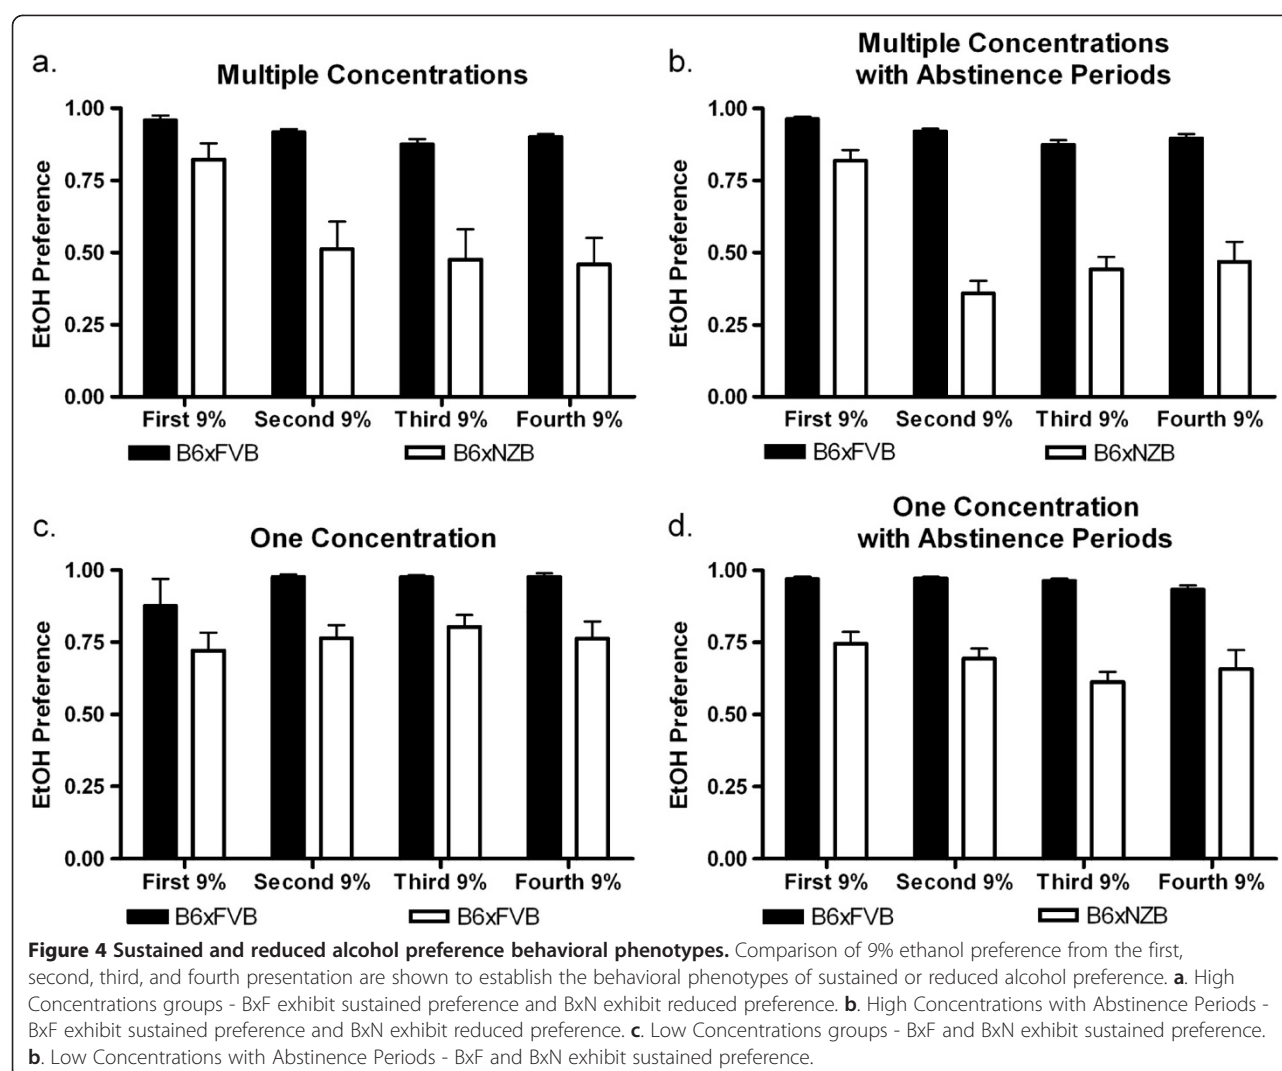 a.
Multiple Concentrations
EtOH Preference
1.00
0.75
0.50
0.25
0.00
First 9% Second 9% Third 9% Fourth 9%
B6xFVB B6xNZB
b.
Multiple Concentrations
with Abstinence Periods
EtOH Preference
1.00
0.75
0.50
0.25
0.00
First 9% Second 9% Third 9% Fourth 9%
B6xFVB B6xNZB
c.
One Concentration
EtOH Preference
1.00
0.75
0.50
0.25
0.00
First 9% Second 9% Third 9% Fourth 9%
B6xFVB B6xFVB
d.
One Concentration
with Abstinence Periods
EtOH Preference
1.00
0.75
0.50
0.25
0.00
First 9% Second 9% Third 9% Fourth 9%
B6xFVB B6xNZB
Figure 4 Sustained and reduced alcohol preference behavioral phenotypes. Comparison of 9% ethanol preference from the first,
second, third, and fourth presentation are shown to establish the behavioral phenotypes of sustained or reduced alcohol preference. a. High
Concentrations groups - BxF exhibit sustained preference and BxN exhibit reduced preference. b. High Concentrations with Abstinence Periods -
BxF exhibit sustained preference and BxN exhibit reduced preference. c. Low Concentrations groups - BxF and BxN exhibit sustained preference.
b. Low Concentrations with Abstinence Periods - BxF and BxN exhibit sustained preference.